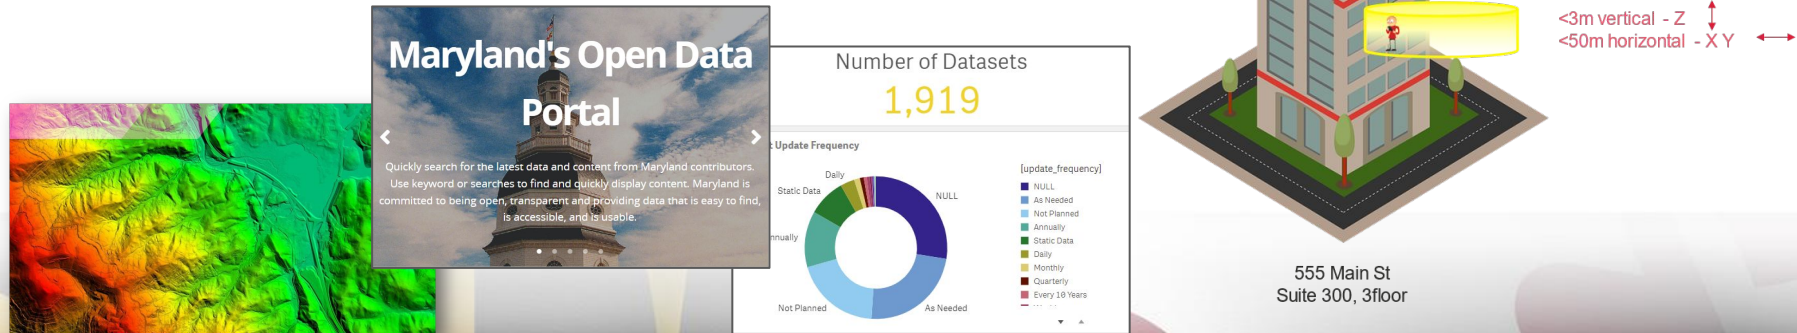 Maryland's Open Data
Portal
Quickly search for the latest data and content from Maryland contributors.
Use keyword or searches to find and quickly display content. Maryland is
committed to being open, transparent and providing data that is easy to find,
is accessible, and is usable.
Number of Datasets
1,919
t Update Frequency
Daily
Static Data
nnually
Not Planned
NULL
As Needed
[update_frequency]
NULL
As Needed
Not Planned
Annually
Static Data
Daily
Monthly
Quarterly
Every 10 Years
<3m vertical - Z
<50m horizontal - X Y
555 Main St
Suite 300, 3floor